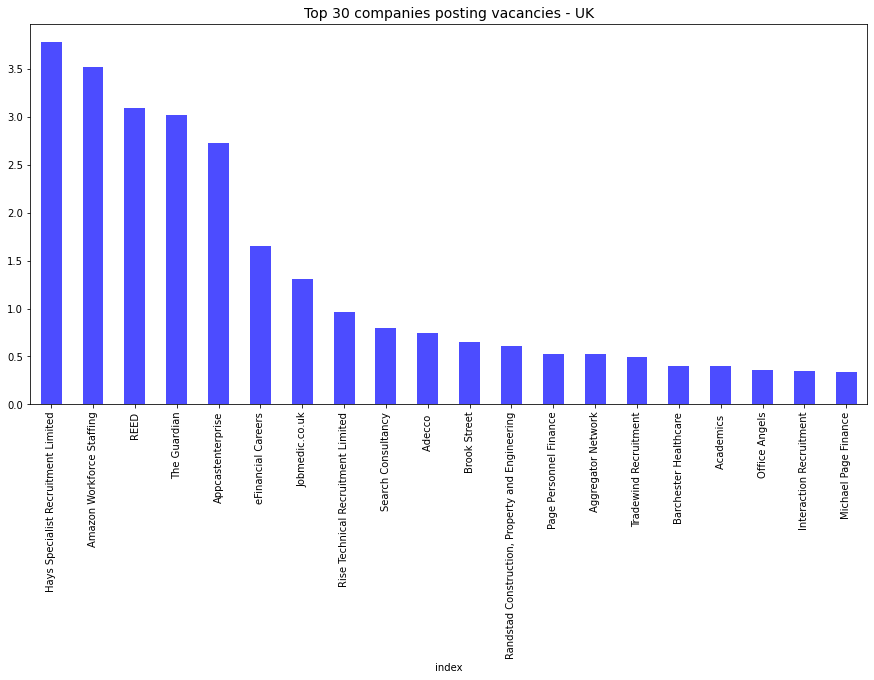 Top 30 companies posting vacancies - UK
3.5
3.0
2.5
2.0
1.5
1.0
0.5
0.0
Hays Specialist Recruitment Limited
Amazon Workforce Staffing
REED
The Guardian
Appcastenterprise
eFinancial Careers
Jobmedic.co.uk
Rise Technical Recruitment Limited
Search Consultancy
Adecco
Brook Street
Randstad Construction, Property and Engineering
Page Personnel Finance
Aggregator Network
Tradewind Recruitment
Barchester Healthcare
Academics
Office Angels
Interaction Recruitment
Michael Page Finance
index